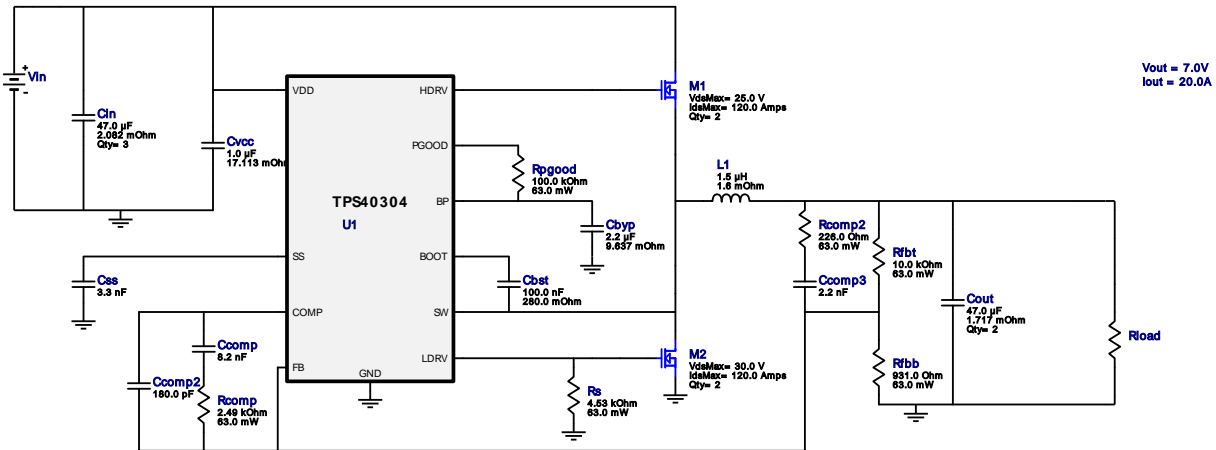 Vin
+
-
Cin
47.0 µF
2.082 mOhm
Qty= 3
Cvcc
1.0 µF
17.113 mOhm
Css
3.3 nF
Ccomp2
180.0 pF
Ccomp
8.2 nF
Rcomp
2.49 kOhm
63.0 mW
VDD
SS
COMP
FB
TPS40304
U1
GND
HDRV
PGOOD
BP
BOOT
SW
LDRV
Rpgood
100.0 kOhm
63.0 mW
Cbyp
2.2 µF
9.637 mOhm
Cbst
100.0 nF
280.0 mOhm
Rs
4.53 kOhm
63.0 mW
M1
VdsMax= 25.0 V
IdsMax= 120.0 Amps
Qty= 2
M2
VdsMax= 30.0 V
IdsMax= 120.0 Amps
Qty= 2
L1
1.5 µH
1.6 mOhm
Rcomp2
226.0 Ohm
63.0 mW
Ccomp3
2.2 nF
Rfbt
10.0 kOhm
63.0 mW
Rfbb
931.0 Ohm
63.0 mW
Cout
47.0 µF
1.717 mOhm
Qty= 2
Rload
Vout = 7.0V
Iout = 20.0A